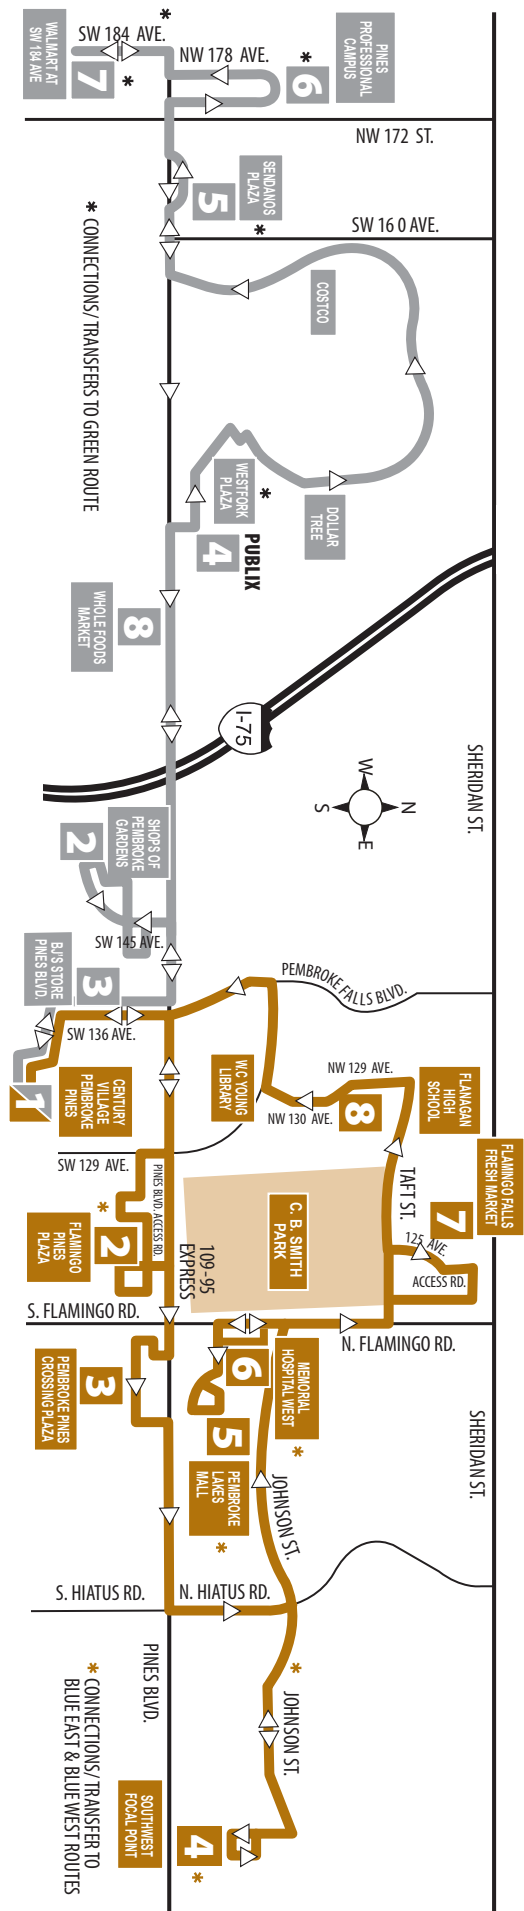 SW 184 AVE.
*
WALMART AT
SW 184 AVE
7
*
NW 178 AVE.
*
6
PINES
PROFESSIONAL
CAMPUS
NW 172 ST.
5
SENDANOS
PLAZA
*
SW 16 0 AVE.
* CONNECTIONS/TRANSFERS TO GREEN ROUTE
COSTCO
WESTFORK
PLAZA
*
DOLLAR
TREE
4
PUBLIX
8
WHOLE FOODS
MARKET
I-75
SHERIDAN ST.
W
N
S
E
2
SHOPS OF
PEMBROKE
GARDENS
SW 145 AVE.
BJ'S STORE
PINES BLVD.
3
PEMBROKE FALLS BLVD.
SW 136 AVE.
1
CENTURY
VILLAGE
PEMBROKE
PINES
W.C YOUNG
LIBRARY
NW 129 AVE.
NW 130 AVE.
8
FLANAGAN
HIGH
SCHOOL
FLAMINGO FALLS
FRESH MARKET
SW 129 AVE.
PINES BLVD. ACCESS RD.
TAFT ST.
7
125 AVE.
ACCESS RD.
*
2
FLAMINGO
PINES
PLAZA
109-95
EXPRESS
C. B. SMITH
PARK
S. FLAMINGO RD.
N. FLAMINGO RD.
3
PEMBROKE PINES
CROSSING PLAZA
6
MEMORIAL
HOSPITAL WEST
*
5
PEMBROKE
LAKES
MALL
*
JOHNSON ST.
SHERIDAN ST.
S. HIATUS RD.
N. HIATUS RD.
PINES BLVD.
*
JOHNSON ST.
* CONNECTIONS/TRANSFER TO
BLUE EAST & BLUE WEST ROUTES
SOUTHWEST
FOCAL POINT
4
*